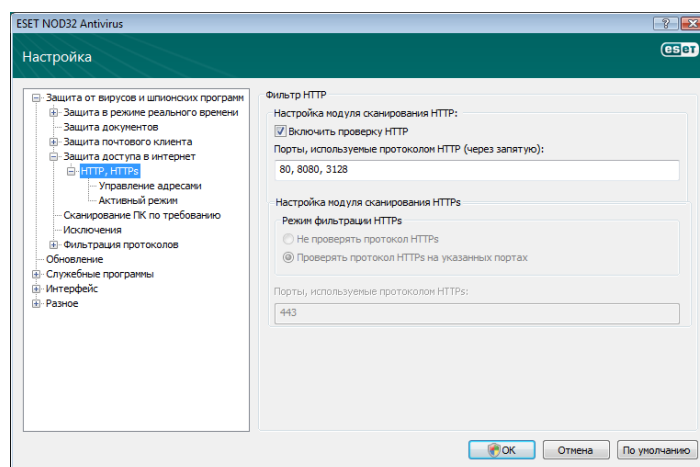 ESET NOD32 Antivirus
Настройка
eset
Защита от вирусов и шпионских программ
Защита в режиме реального времени
Защита документов
Защита почтового клиента
Защита доступа в интернет
HTTP, HTTPs
Управление адресами
Активный режим
Сканирование ПК по требованию
Исключения
Фильтрация протоколов
Обновление
Служебные программы
Интерфейс
Разное
Фильтр HTTP
Настройка модуля сканирования HTTP:
Включить проверку HTTP
Порты, используемые протоколом HTTP (через запятую):
80, 8080, 3128
Настройка модуля сканирования HTTPs
Режим фильтрации HTTPs
Не проверять протокол HTTPs
Проверять протокол HTTPs на указанных портах
Порты, используемые протоколом HTTPs:
443
OK
Отмена
По умолчанию